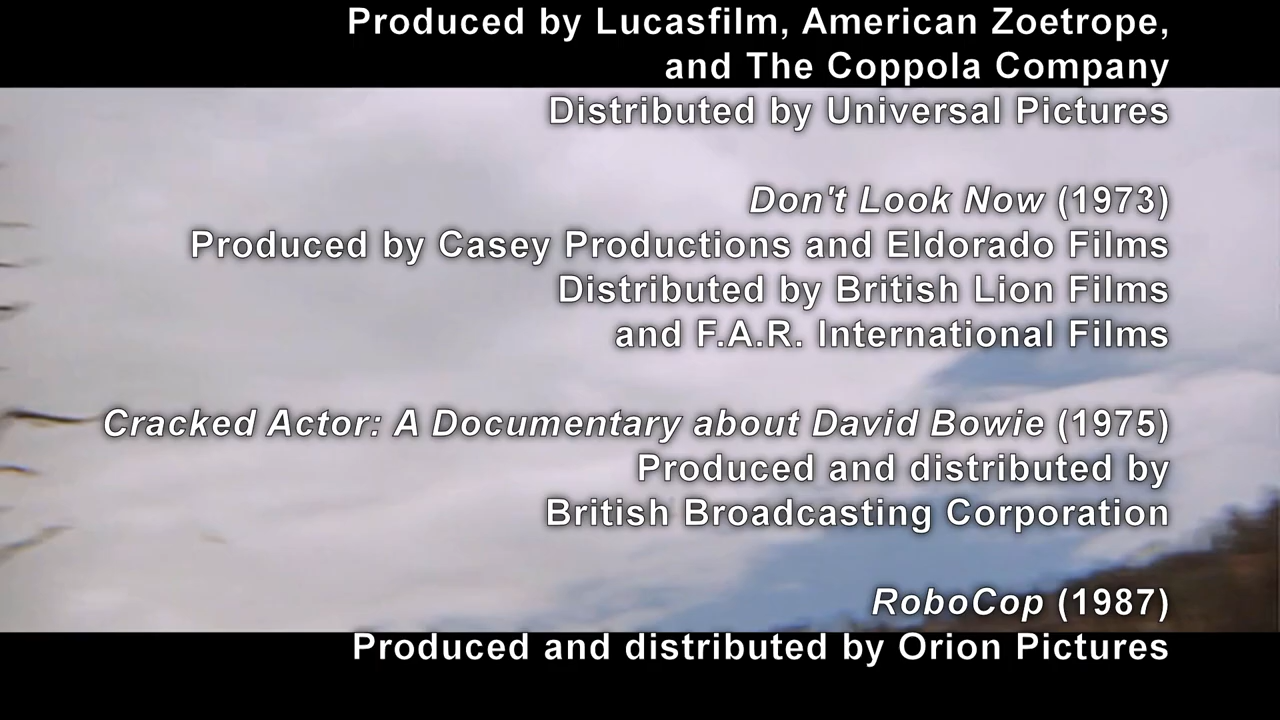 Produced by Lucasfilm, American Zoetrope,
and The Coppola Company
Distributed by Universal Pictures
Don't Look Now (1973)
Produced by Casey Productions and Eldorado Films
Distributed by British Lion Films
and F.A.R. International Films
Cracked Actor: A Documentary about David Bowie (1975)
Produced and distributed by
British Broadcasting Corporation
RoboCop (1987)
Produced and distributed by Orion Pictures